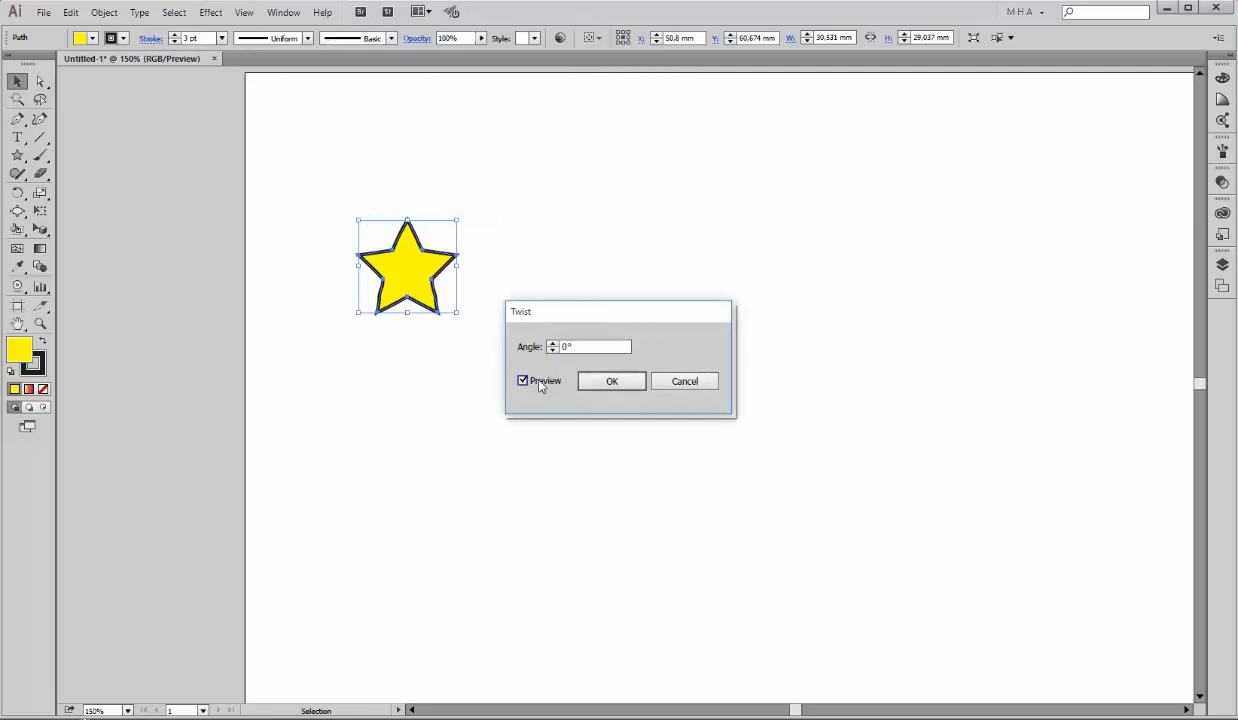 Ai File Edit Object Type Select Effect View Window Help Br St MHA
Path Stroke: 3 pt Uniform Basic Opacity: 100% Style: X: 50,8 mm Y: 60,674 mm W: 30,531 mm H: 29,037 mm
Untitled-1* @ 150% (RGB/Preview) ×
Twist
Angle: 0°
Preview OK Cancel
150% 1 Selection